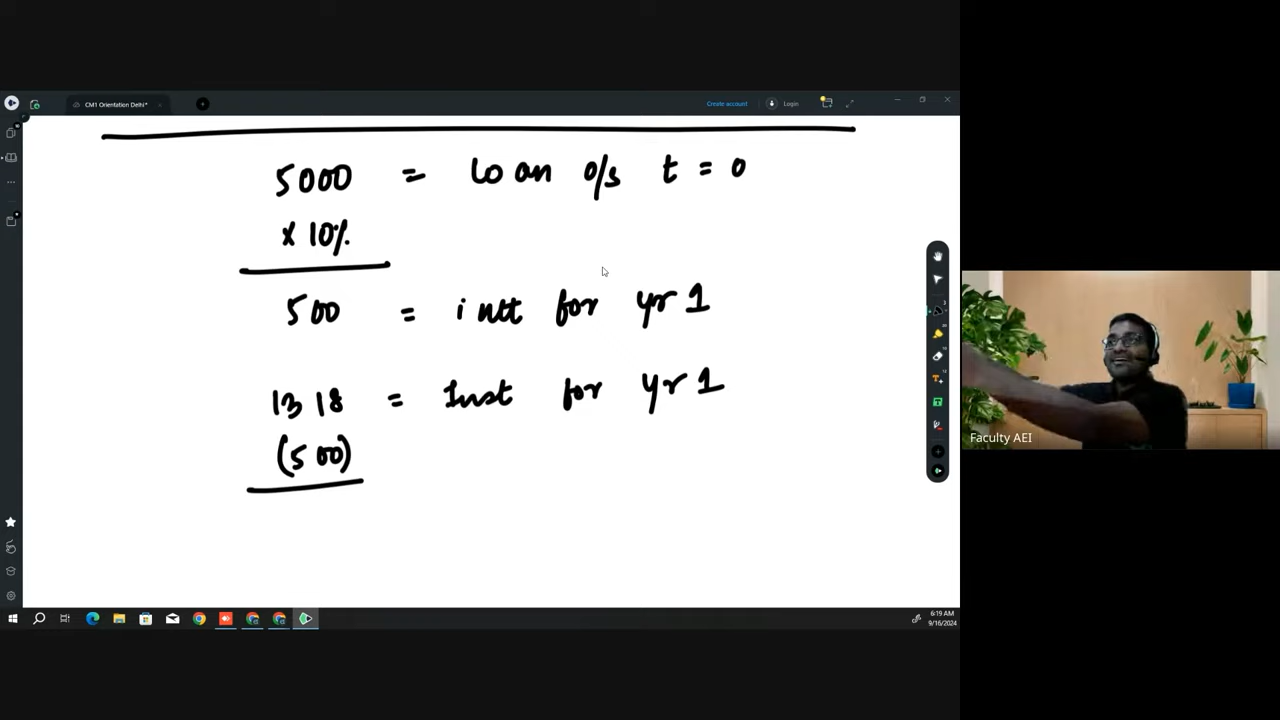 CM1 Orientation Delhi*
Create account
Login
5000 = loan o/s t = 0
x 10%
500 = intt for yr 1
1318 = Inst for yr 1
(500)
Faculty AEI
6:19 AM
9/16/2024